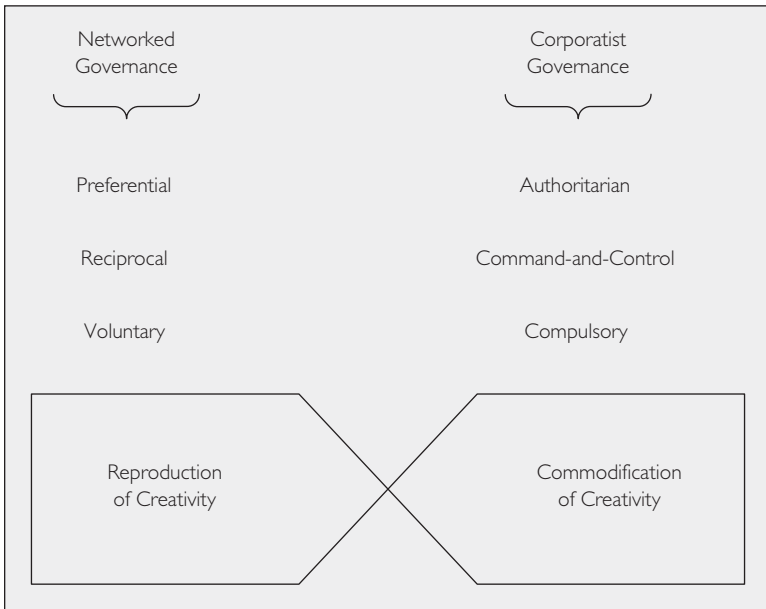 Networked
Governance
Corporatist
Governance
Preferential
Authoritarian
Reciprocal
Command-and-Control
Voluntary
Compulsory
Reproduction
of Creativity
Commodification
of Creativity